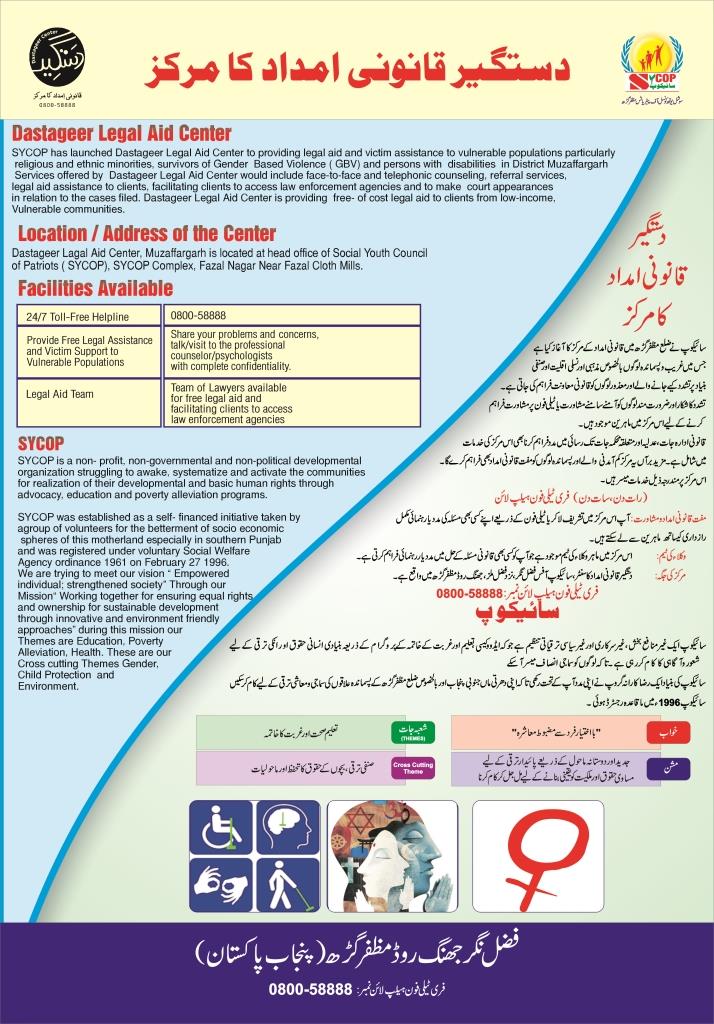 Dastageer Center
دستگیر
قانونی امداد کا مرکز
0800-58888
دستگیر قانونی امداد کا مرکز
SYCOP
سائیکوپ
Dastageer Legal Aid Center
SYCOP has launched Dastageer Legal Aid Center to providing legal aid and victim assistance to vulnerable populations particularly
religious and ethnic minorities, survivors of Gender Based Violence ( GBV) and persons with disabilities in District Muzaffargarh
Services offered by Dastageer Legal Aid Center would include face-to-face and telephonic counseling, referral services,
legal aid assistance to clients, facilitating clients to access law enforcement agencies and to make court appearances
in relation to the cases filed. Dastageer Legal Aid Center is providing free- of cost legal aid to clients from low-income,
Vulnerable communities.
Location / Address of the Center
Dastageer Lagal Aid Center, Muzaffargarh is located at head office of Social Youth Council
of Patriots ( SYCOP), SYCOP Complex, Fazal Nagar Near Fazal Cloth Mills.
Facilities Available
24/7 Toll-Free Helpline
0800-58888
Provide Free Legal Assistance
and Victim Support to
Vulnerable Populations
Share your problems and concerns,
talk/visit to the professional
counselor/psychologists
with complete confidentiality.
Legal Aid Team
Team of Lawyers available
for free legal aid and
facilitating clients to access
law enforcement agencies
SYCOP
SYCOP is a non- profit, non-governmental and non-political developmental
organization struggling to awake, systematize and activate the communities
for realization of their developmental and basic human rights through
advocacy, education and poverty alleviation programs.
SYCOP was established as a self- financed initiative taken by
agroup of volunteers for the betterment of socio economic
spheres of this motherland especially in southern Punjab
and was registered under voluntary Social Welfare
Agency ordinance 1961 on February 27 1996.
We are trying to meet our vision “ Empowered
individual; strengthened society” Through our
Mission“ Working together for ensuring equal rights
and ownership for sustainable development
through innovative and environment friendly
approaches” during this mission our
Themes are Education, Poverty
Alleviation, Health. These are our
Cross cutting Themes Gender,
Child Protection and
Environment.
دستگیر
قانونی امداد
کا مرکز
سائیکوپ نے ضلع مظفرگڑھ میں قانونی امداد کے مرکز کا آغاز کیا ہے
جس میں غریب و پسماندہ لوگوں بالخصوص مذہبی اور نسلی اقلیت اور صنفی
بنیاد پر تشدد کیے جانے والے اور معذور لوگوں کو قانونی معاونت فراہم کی جاتی ہے۔
تشدد کا شکار اور ضرورت مند لوگوں کو آمنے سامنے مشاورت یا ٹیلی فون پر مشاورت فراہم
کرنے کے لیے اس مرکز میں ماہرین موجود ہیں۔
قانونی ادارہ جات، عدلیہ اور متعلقہ محکمہ جات تک رسائی میں مدد فراہم کرنا بھی اس مرکز کی خدمات
میں شامل ہے۔ مزید برآں یہ مرکز کم آمدنی والے اور پسماندہ لوگوں کو مفت قانونی امداد بھی فراہم کرے گا۔
اس مرکز پر مندرجہ ذیل خدمات میسر ہیں۔
(رات دن، سات دن) فری ٹیلی فون ہیلپ لائن
مفت قانونی امداد و مشاورت: آپ اس مرکز میں تشریف لا کر یا ٹیلی فون کے ذریعے اپنے کسی بھی مسئلہ کی مدد یا رہنمائی مکمل
رازداری کیساتھ ماہرین سے لے سکتے ہیں۔
وکلاء کی ٹیم: اس مرکز میں ماہر وکلاء کی ٹیم موجود ہے جو آپ کو کسی بھی قانونی مسئلہ کے حل میں مدد یا رہنمائی فراہم کرتی ہے۔
مرکز کی جگہ: دستگیر قانونی امداد کا سنٹر، سائیکوپ آفس فضل نگر، نزد فضل ملز، جھنگ روڈ مظفر گڑھ میں واقع ہے۔
فری ٹیلی فون ہیلپ لائن نمبر: 0800-58888
سائیکوپ
سائیکوپ ایک غیر منافع بخش، غیر سرکاری اور غیر سیاسی ترقیاتی تنظیم ہے جو کہ ایڈووکیسی تعلیم اور غربت کے خاتمہ کے پروگرام کے ذریعہ بنیادی انسانی حقوق اور انکی ترقی کے لیے
شعور و آگاہی کا کام کر رہی ہے۔ تاکہ لوگوں کو سماجی انصاف میسر آ سکے
سائیکوپ کی بنیاد ایک رضا کارانہ گروپ نے اپنی مدد آپ کے تحت رکھی تاکہ اپنی دھرتی ماں جنوبی پنجاب اور بالخصوص ضلع مظفر گڑھ کے پسماندہ علاقوں کی سماجی و معاشی ترقی کے لیے کام کر سکیں
سائیکوپ 1996ء میں باقاعدہ رجسٹرڈ ہوئی۔
خواب
"با اختیار فرد سے مضبوط معاشرہ"
شعبہ جات
(THEMES)
تعلیم صحت اور غربت کا خاتمہ
مشن
جدید اور دوستانہ ماحول کے ذریعے پائیدار ترقی کے لیے
مساوی حقوق اور ملکیت کو یقینی بنانے کے لیے مل جل کر کام کرنا
Cross Cutting
Theme
صنفی ترقی، بچوں کے حقوق کا تحفظ اور ماحولیات
فضل نگر جھنگ روڈ مظفر گڑھ (پنجاب پاکستان)
فری ٹیلی فون ہیلپ لائن نمبر: 0800-58888